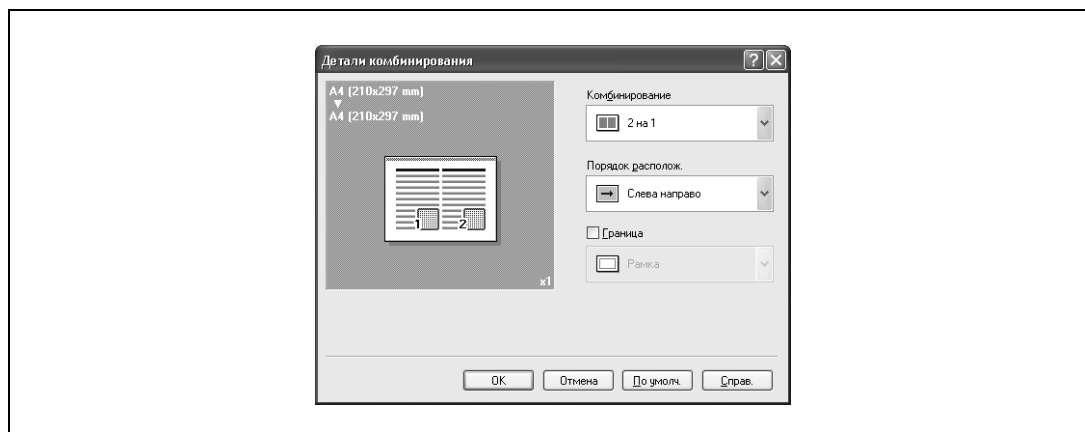 Детали комбинирования
A4 (210x297 mm)
A4 (210x297 mm)
1 2
x1
Комбинирование
2 на 1
Порядок располож.
Слева направо
Граница
Рамка
OK Отмена По умолч. Справ.